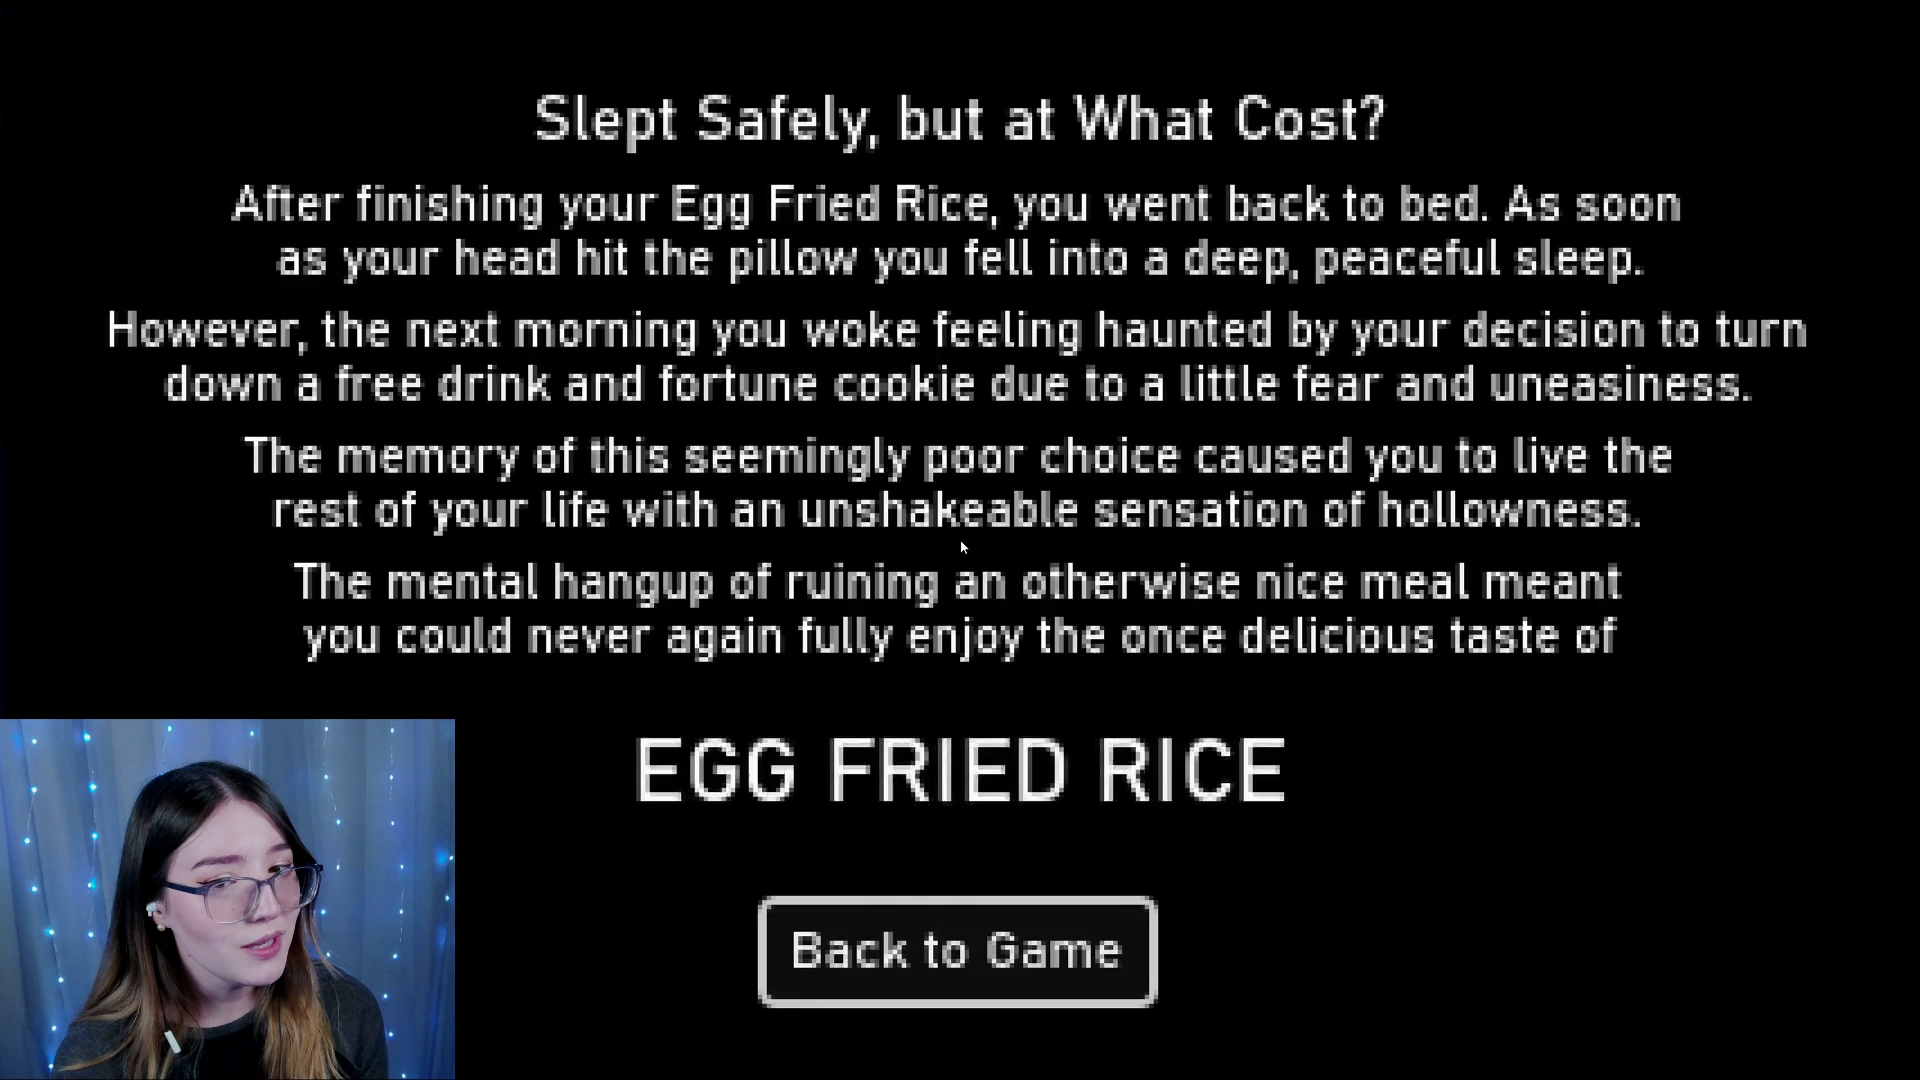 Slept Safely, but at What Cost?
After finishing your Egg Fried Rice, you went back to bed. As soon
as your head hit the pillow you fell into a deep, peaceful sleep.
However, the next morning you woke feeling haunted by your decision to turn
down a free drink and fortune cookie due to a little fear and uneasiness.
The memory of this seemingly poor choice caused you to live the
rest of your life with an unshakeable sensation of hollowness.
The mental hangup of ruining an otherwise nice meal meant
you could never again fully enjoy the once delicious taste of
EGG FRIED RICE
Back to Game